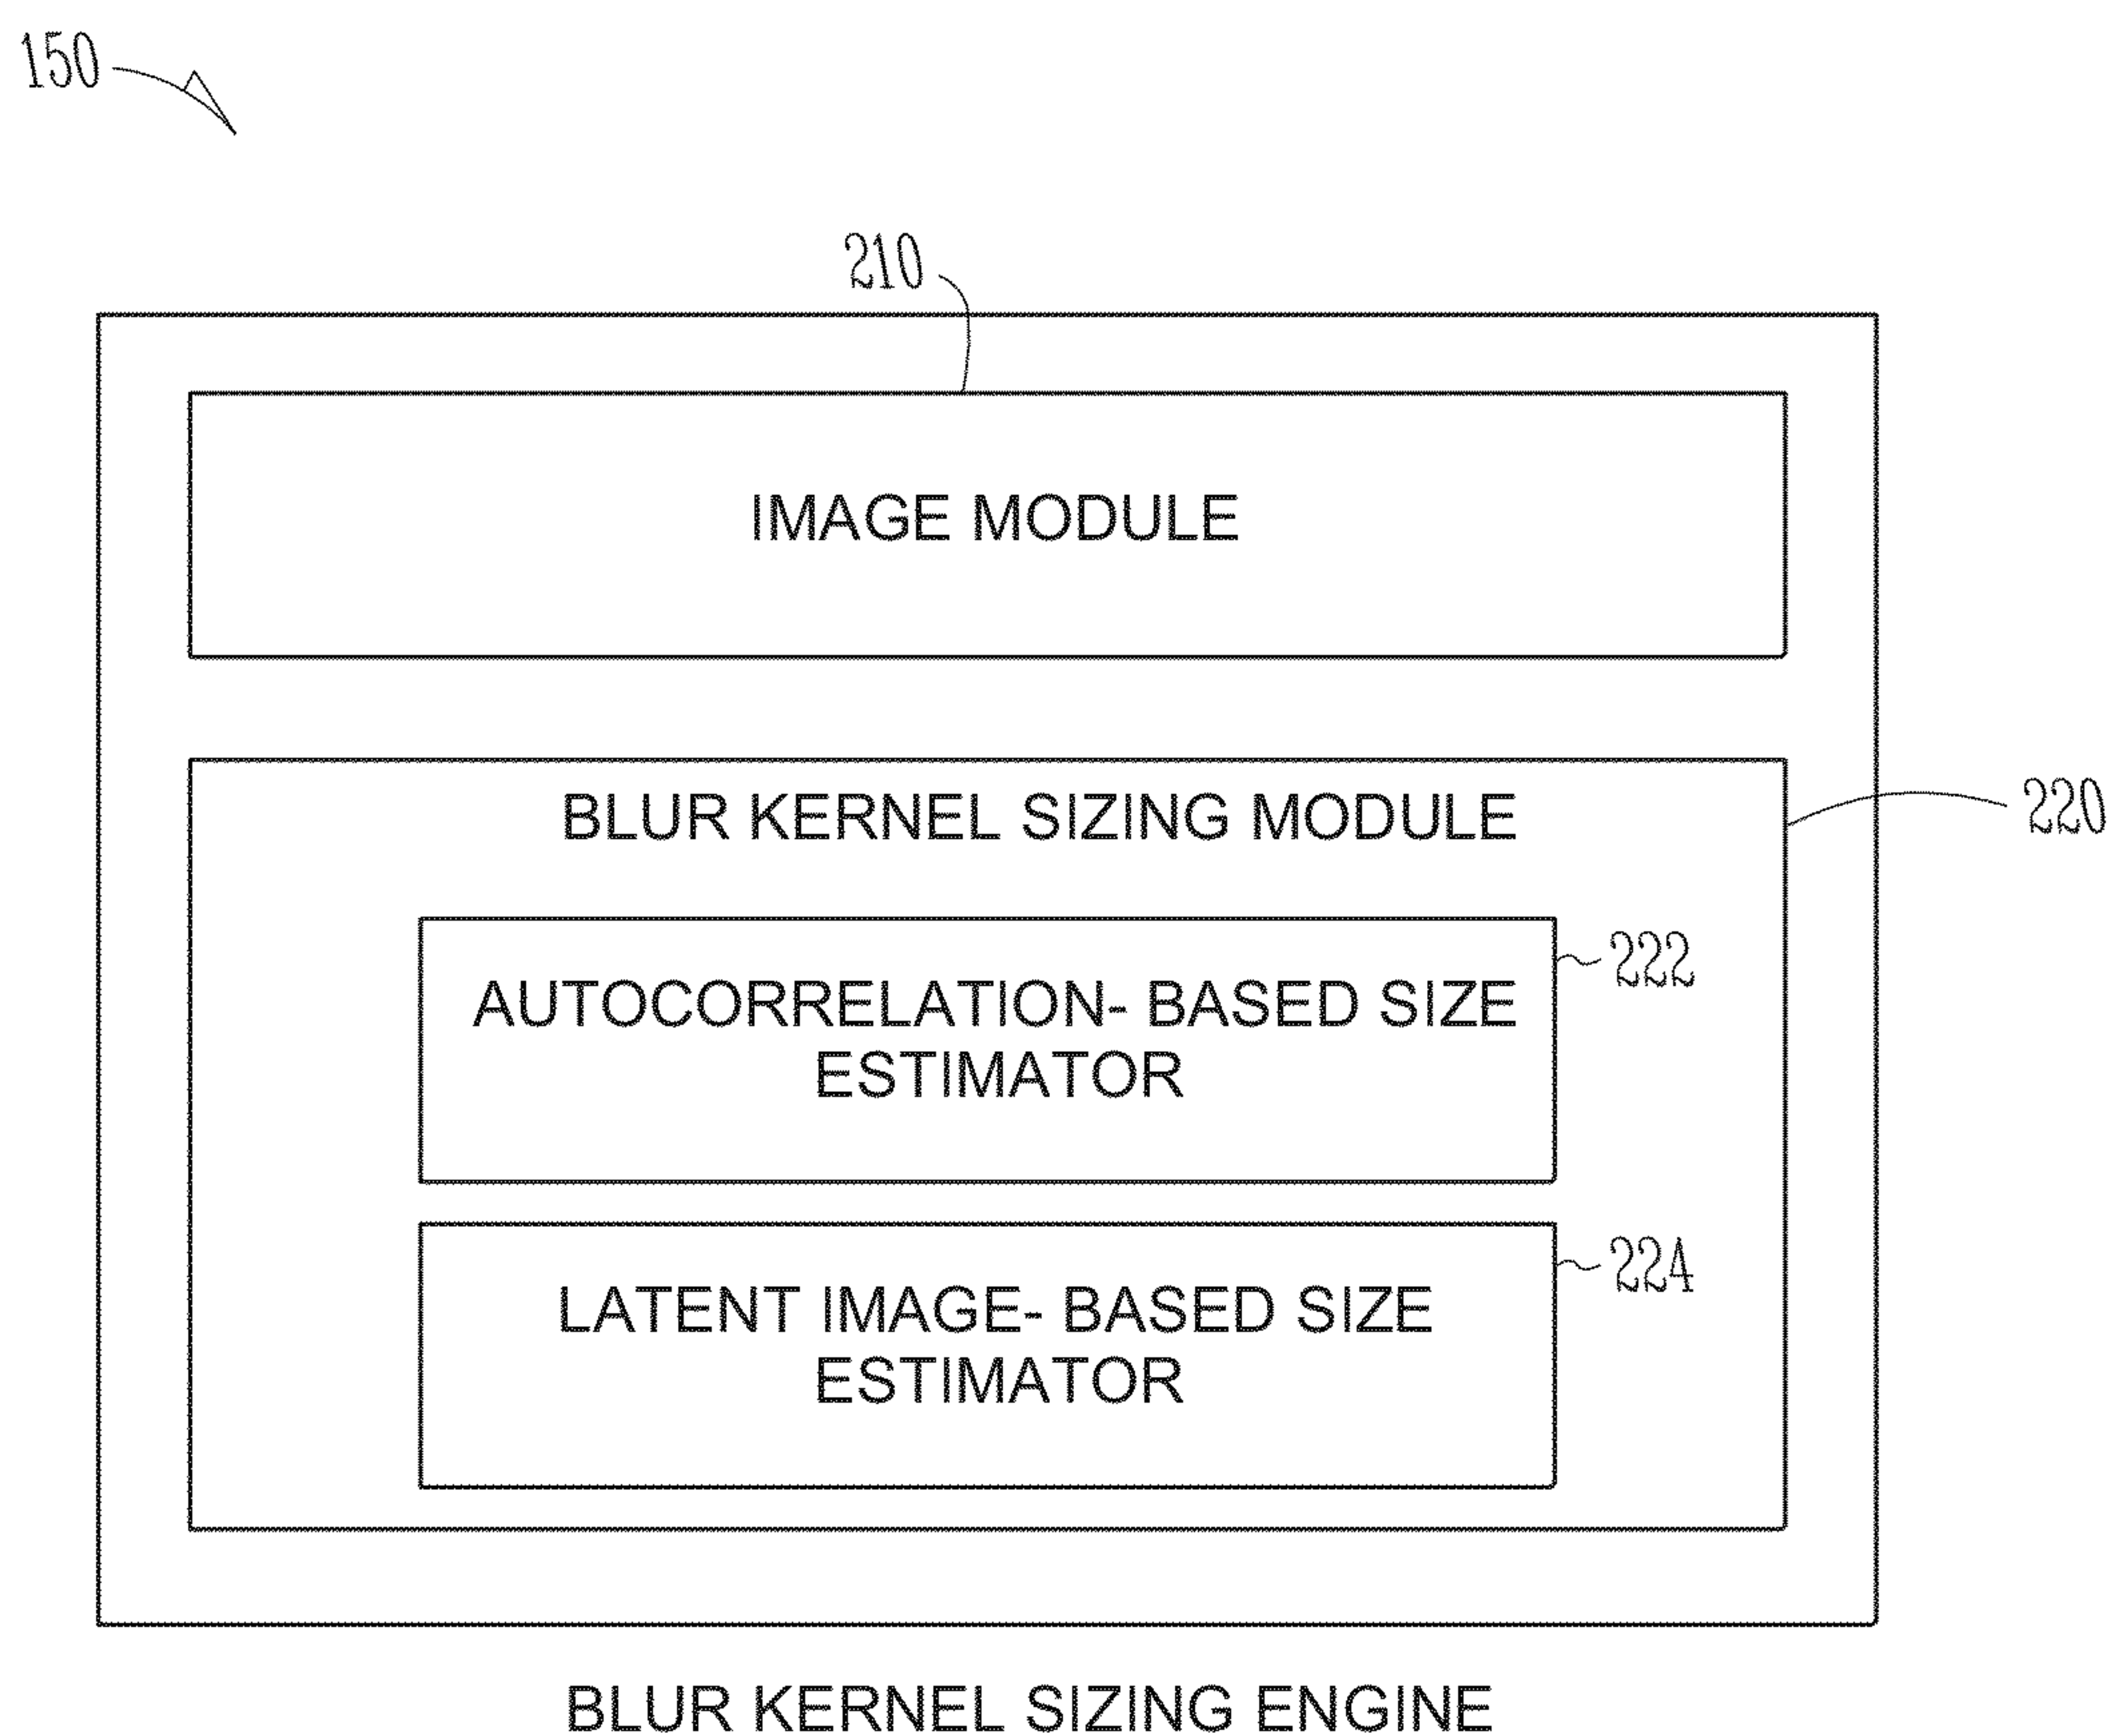 150
210
IMAGE MODULE
BLUR KERNEL SIZING MODULE
220
222
AUTOCORRELATION- BASED SIZE
ESTIMATOR
224
LATENT IMAGE- BASED SIZE
ESTIMATOR
BLUR KERNEL SIZING ENGINE